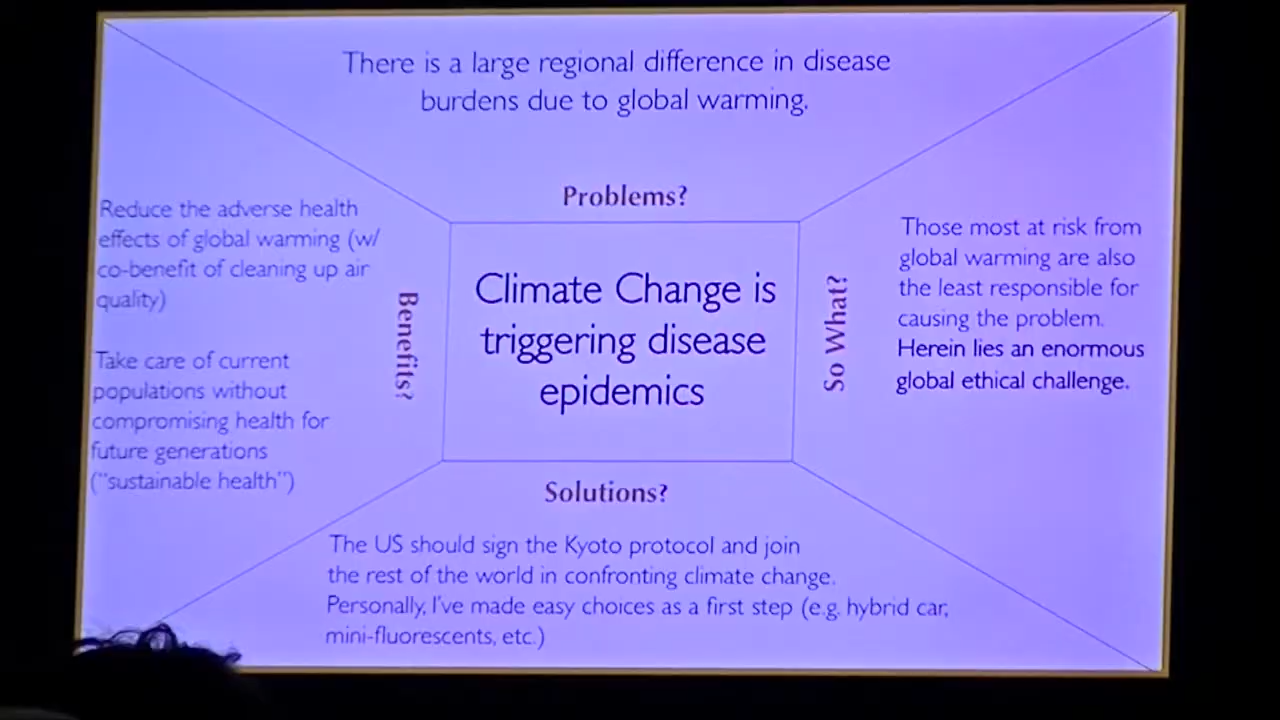 There is a large regional difference in disease
burdens due to global warming.
Problems?
Reduce the adverse health
effects of global warming (w/
co-benefit of cleaning up air
quality)
Take care of current
populations without
compromising health for
future generations
("sustainable health")
Benefits?
Climate Change is
triggering disease
epidemics
So What?
Those most at risk from
global warming are also
the least responsible for
causing the problem.
Herein lies an enormous
global ethical challenge.
Solutions?
The US should sign the Kyoto protocol and join
the rest of the world in confronting climate change.
Personally, I've made easy choices as a first step (e.g. hybrid car,
mini-fluorescents, etc.)